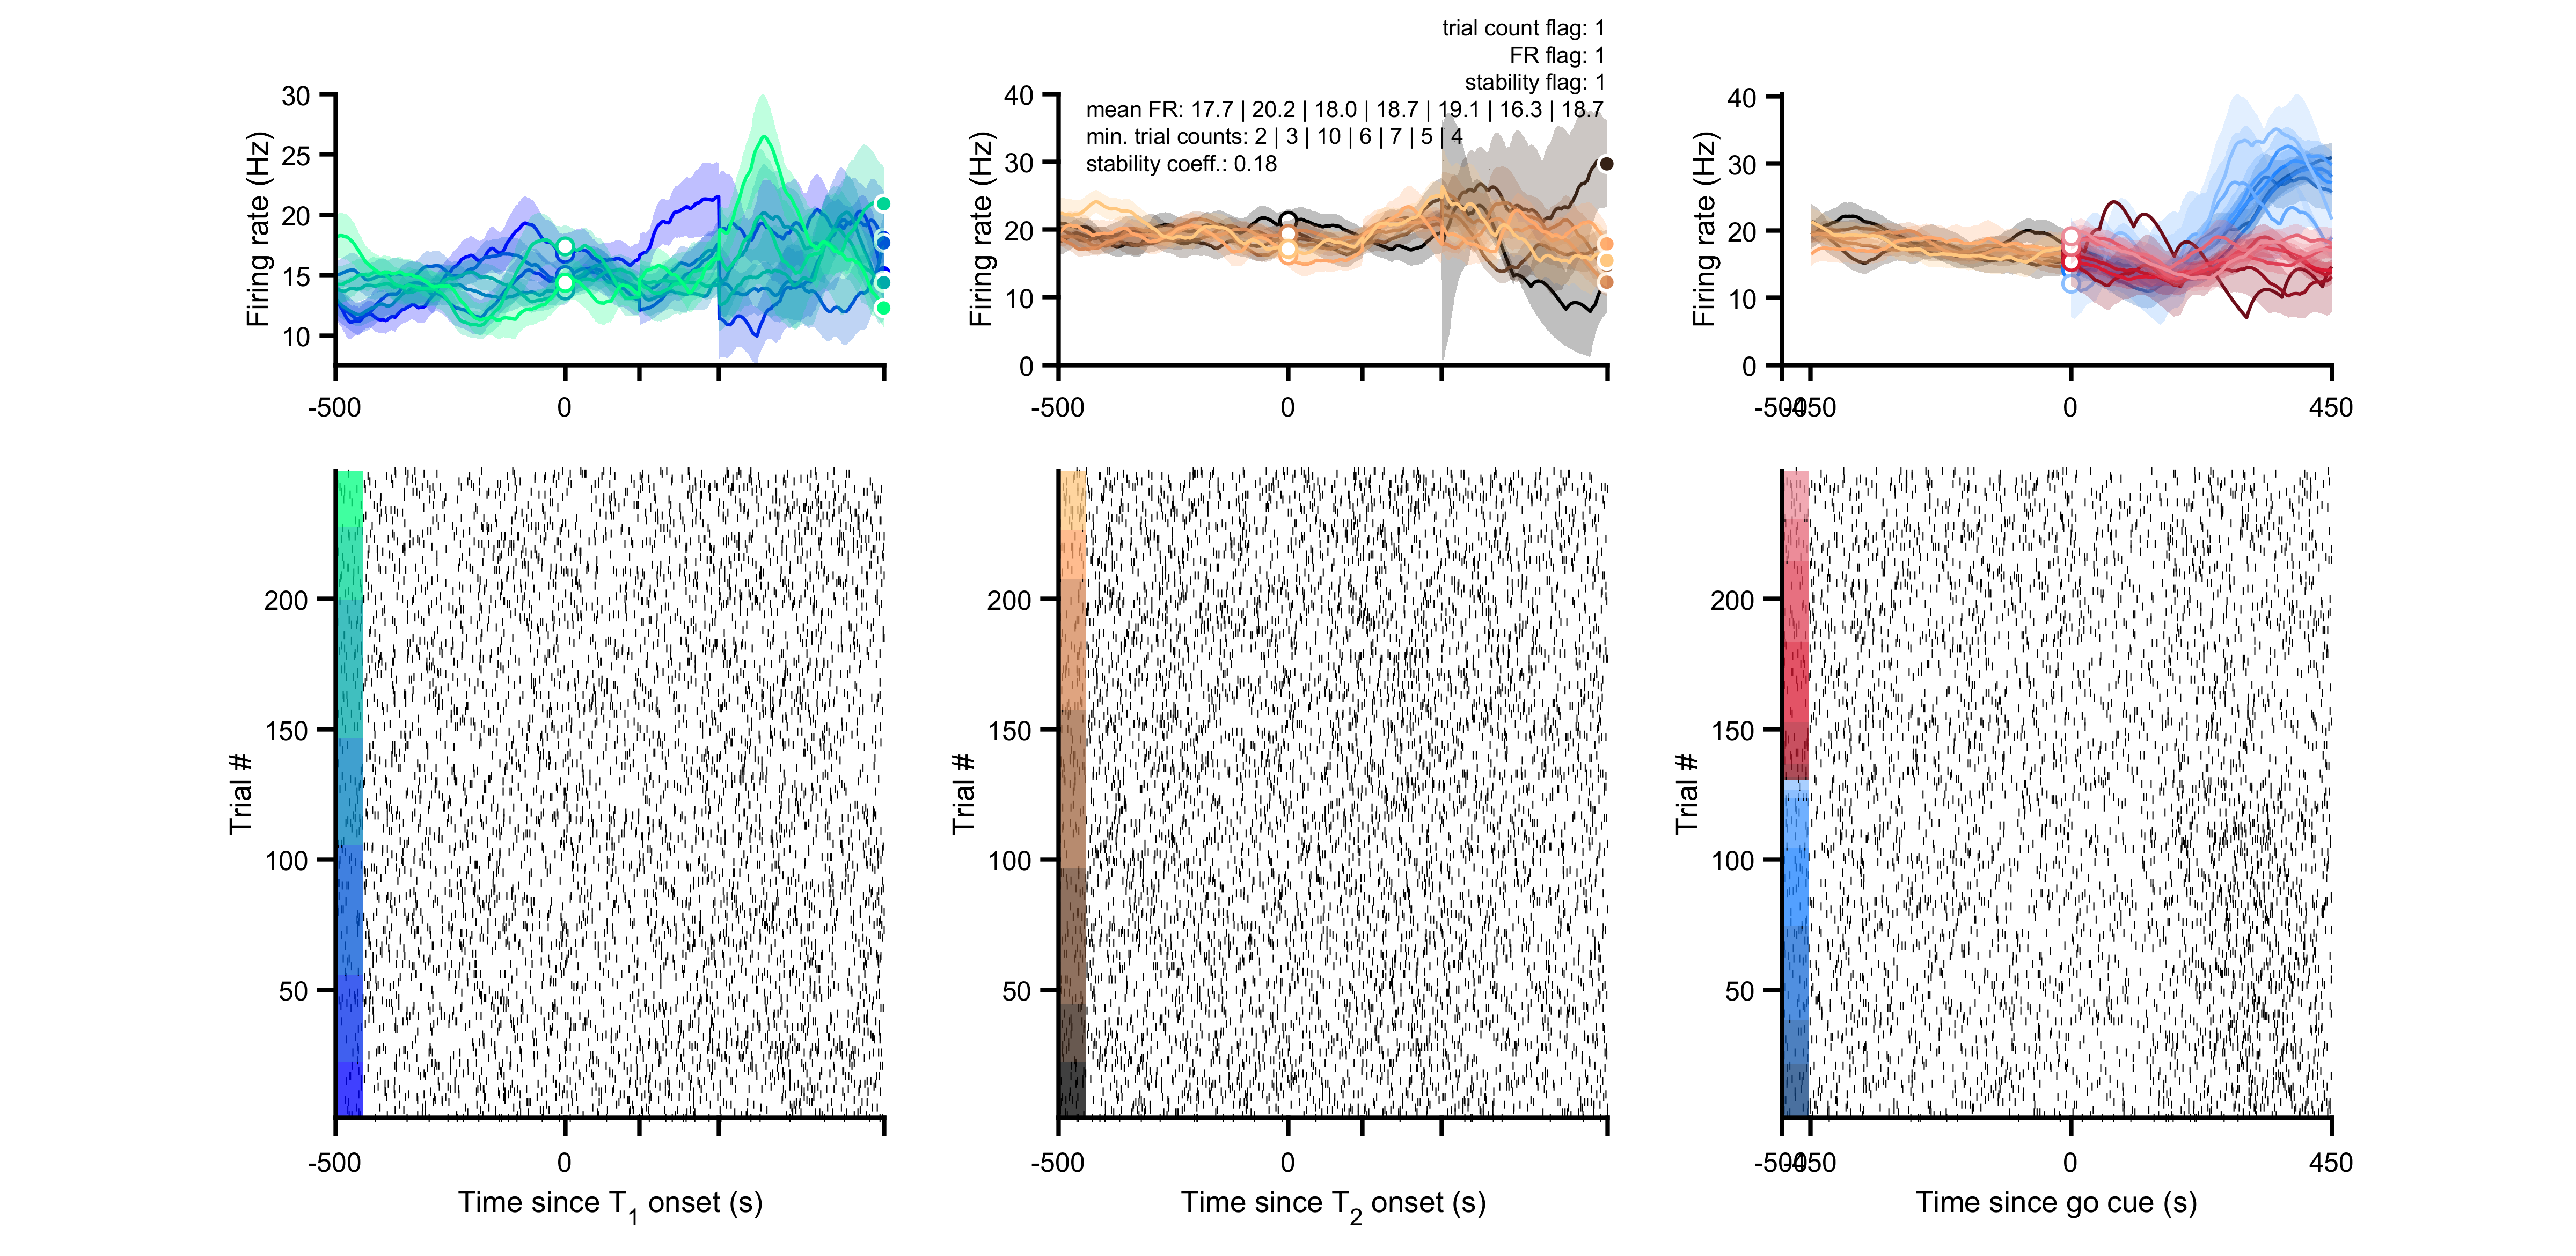 trial count flag: 1
FR flag: 1
stability flag: 1
mean FR: 17.7 | 20.2 | 18.0 | 18.7 | 19.1 | 16.3 | 18.7
min. trial counts: 2 | 3 | 10 | 6 | 7 | 5 | 4
stability coeff.: 0.18
Firing rate (Hz)
30
25
20
15
10
-500
0
Firing rate (Hz)
40
30
20
10
0
-500
0
Firing rate (Hz)
40
30
20
10
0
-500
-450
0
450
Trial #
200
150
100
50
-500
0
Time since T1 onset (s)
Trial #
200
150
100
50
-500
0
Time since T2 onset (s)
Trial #
200
150
100
50
-500
-450
0
450
Time since go cue (s)